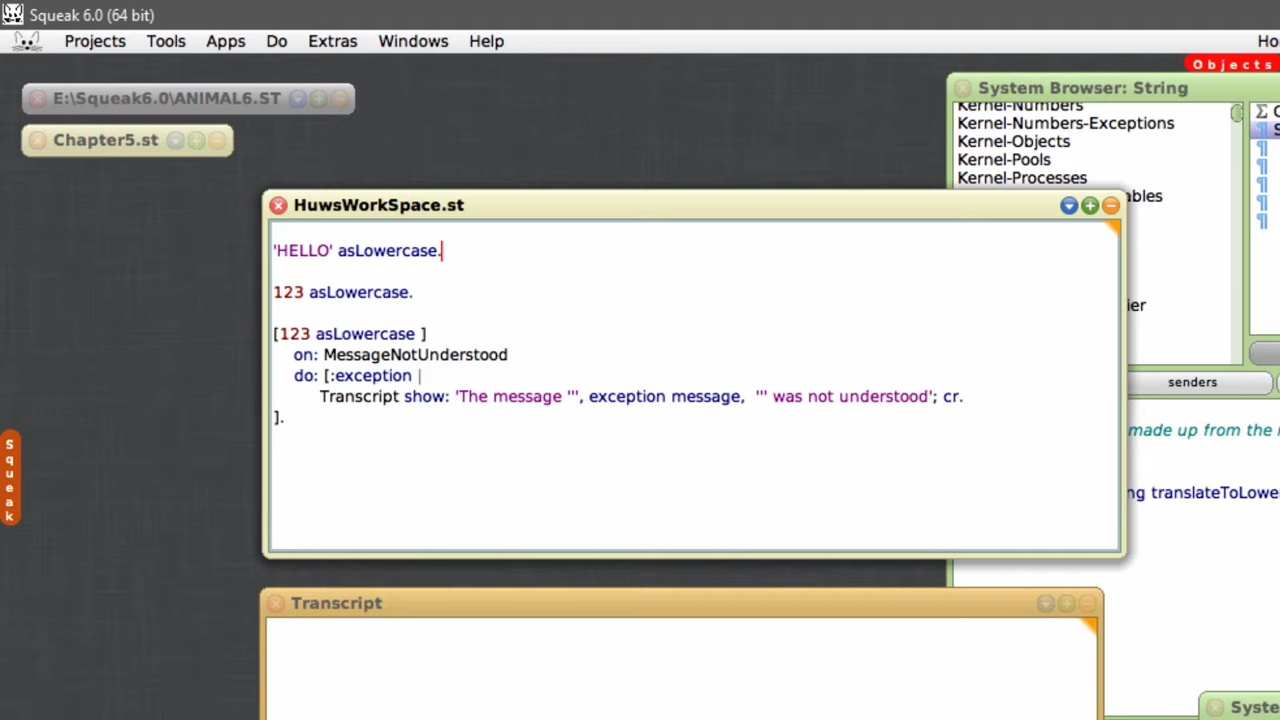 Squeak 6.0 (64 bit)
Projects Tools Apps Do Extras Windows Help Ho
Objects
E:\Squeak6.0\ANIMAL6.ST
Chapter5.st
System Browser: String
Kernel-Numbers
Kernel-Numbers-Exceptions
Kernel-Objects
Kernel-Pools
Kernel-Processes
ables
ier
senders
made up from the
ng translateToLowe
HuwsWorkSpace.st
'HELLO' asLowercase.
123 asLowercase.
[123 asLowercase ]
on: MessageNotUnderstood
do: [:exception |
Transcript show: 'The message ''', exception message, ''' was not understood'; cr.
].
Squeak
Transcript
Syste